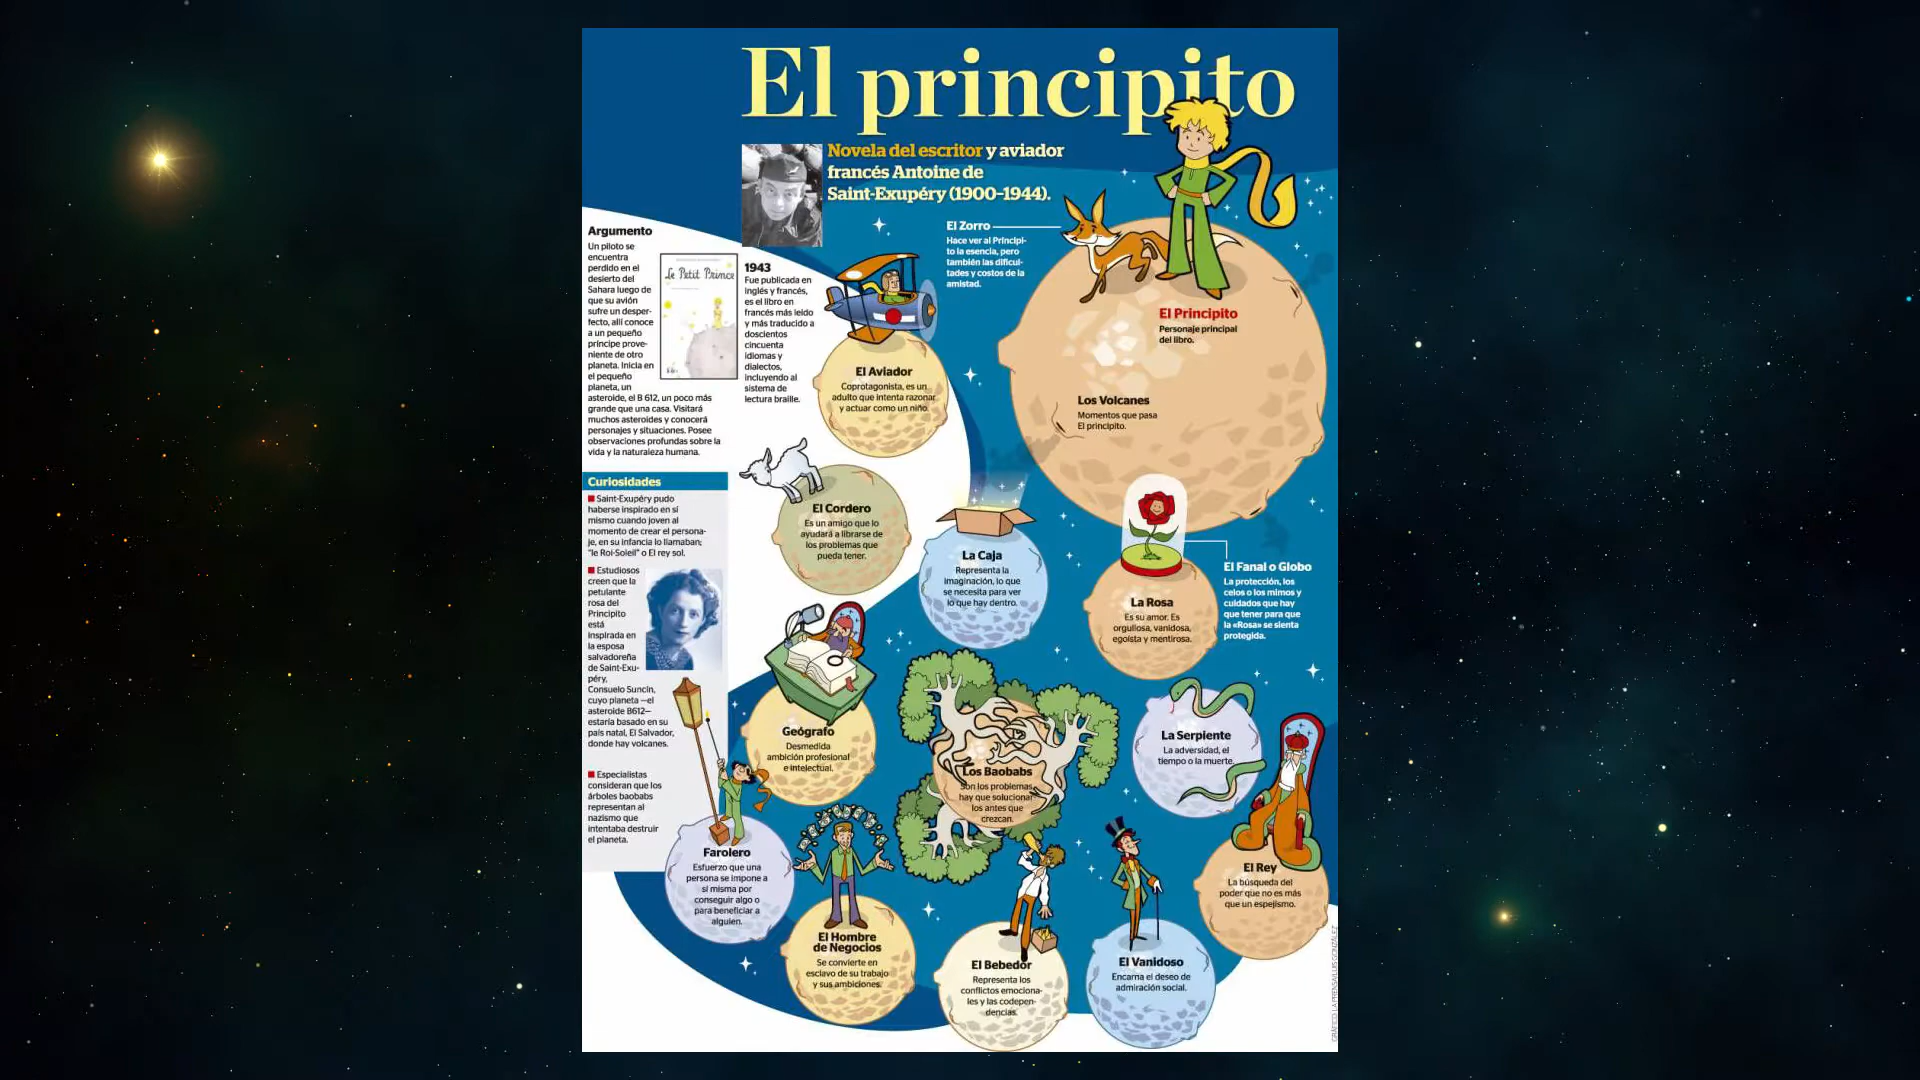 El principito
Novela del escritor y aviador
francés Antoine de
Saint-Exupéry (1900-1944).
Argumento
Un piloto se
encuentra
perdido en el
desierto del
Sahara luego de
que su avión
sufre un desper-
fecto, allí conoce
a un pequeño
príncipe prove-
niente de otro
planeta. Inicia en
el pequeño
planeta, un
asteroide, el B 612, un poco más
grande que una casa. Visitará
muchos asteroides y conocerá
personajes y situaciones. Posee
observaciones profundas sobre la
vida y la naturaleza humana.
Le Petit Prince
1943
Fue publicada en
inglés y francés,
es el libro en
francés más leído
y más traducido a
doscientos
cincuenta
idiomas y
dialectos,
incluyendo al
sistema de
lectura braille.
El Zorro
Hace ver al Principi-
to la esencia, pero
también las dificul-
tades y costos de la
amistad.
El Principito
Personaje principal
del libro.
Los Volcanes
Momentos que pasa
El principito.
El Aviador
Coprotagonista, es un
adulto que intenta razonar
y actuar como un niño.
El Cordero
Es un amigo que lo
ayudará a librarse de
los problemas que
pueda tener.
La Caja
Representa la
imaginación, lo que
se necesita para ver
lo que hay dentro.
La Rosa
Es su amor. Es
orgullosa, vanidosa,
egoísta y mentirosa.
El Fanal o Globo
La protección, los
celos o los mimos y
cuidados que hay
que tener para que
la «Rosa» se sienta
protegida.
Curiosidades
Saint-Exupéry pudo
haberse inspirado en sí
mismo cuando joven al
momento de crear el persona-
je, en su infancia lo llamaban;
"le Roi-Soleil" o El rey sol.
Estudiosos
creen que la
petulante
rosa del
Principito
está
inspirada en
la esposa
salvadoreña
de Saint-Exu-
péry,
Consuelo Suncín,
cuyo planeta —el
asteroide B612—
estaría basado en su
país natal, El Salvador,
donde hay volcanes.
Especialistas
consideran que los
árboles baobabs
representan al
nazismo que
intentaba destruir
el planeta.
Geógrafo
Desmedida
ambición profesional
e intelectual.
Los Baobabs
Son los problemas
hay que solucionar
los antes que
crezcan.
La Serpiente
La adversidad, el
tiempo o la muerte.
Farolero
Esfuerzo que una
persona se impone a
sí misma por
conseguir algo o
para beneficiar a
alguien.
El Hombre
de Negocios
Se convierte en
esclavo de su trabajo
y sus ambiciones.
El Bebedor
Representa los
conflictos emociona-
les y las codepen-
dencias.
El Vanidoso
Encarna el deseo de
admiración social.
El Rey
La búsqueda del
poder que no es más
que un espejismo.
GRÁFICO: LA PRENSA/LUIS GONZÁLEZ